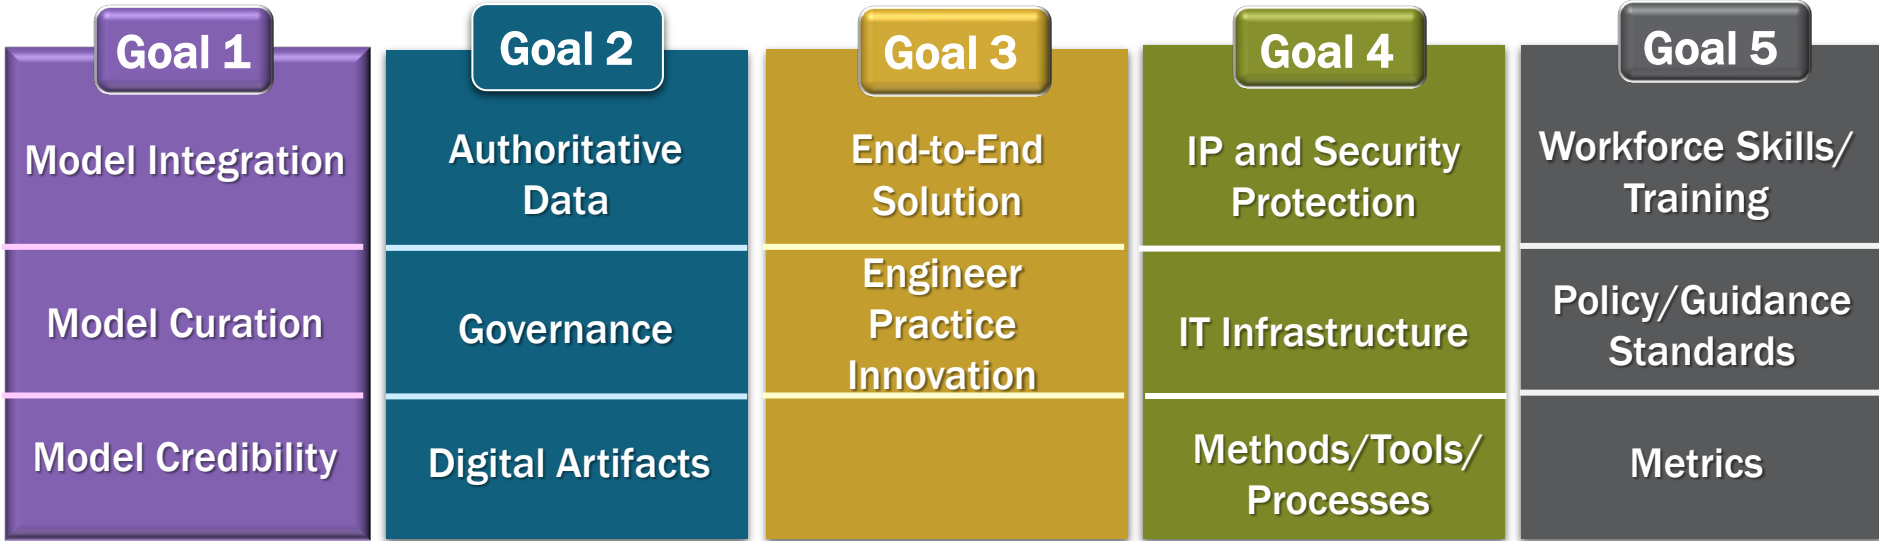 Goal 1
Model Integration
Model Curation
Model Credibility
Goal 2
Authoritative
Data
Governance
Digital Artifacts
Goal 3
End-to-End
Solution
Engineer
Practice
Innovation
Goal 4
IP and Security
Protection
IT Infrastructure
Methods/Tools/
Processes
Goal 5
Workforce Skills/
Training
Policy/Guidance
Standards
Metrics